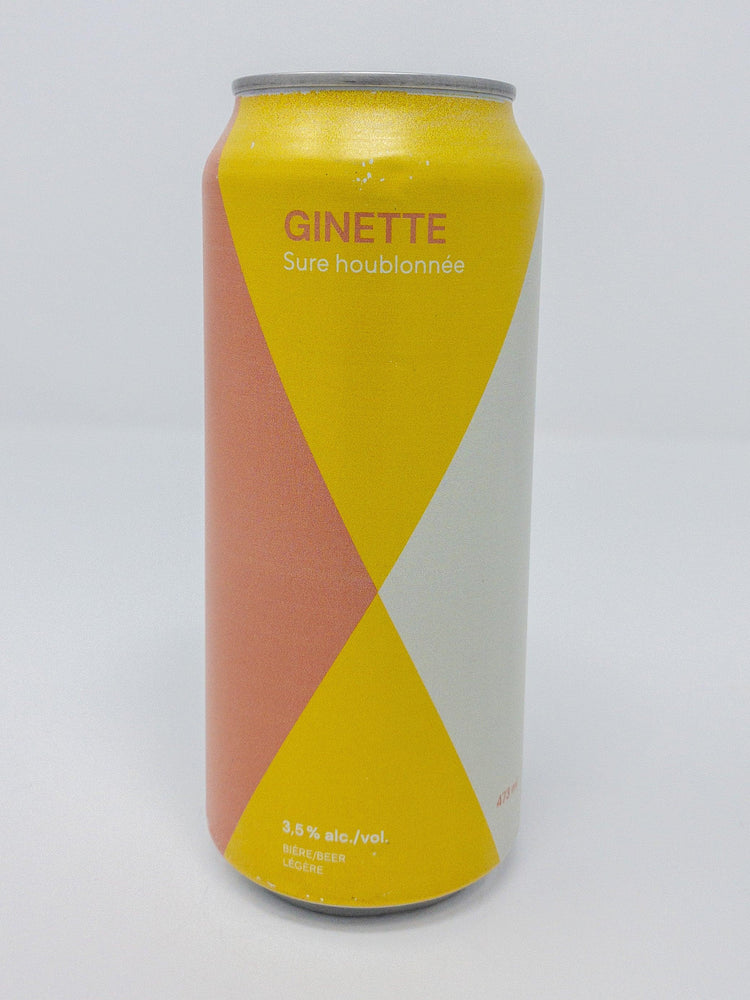 GINETTE
Sure houblonnée
473 ml
3,5 % alc./vol.
BIÈRE/BEER
LÉGÈRE